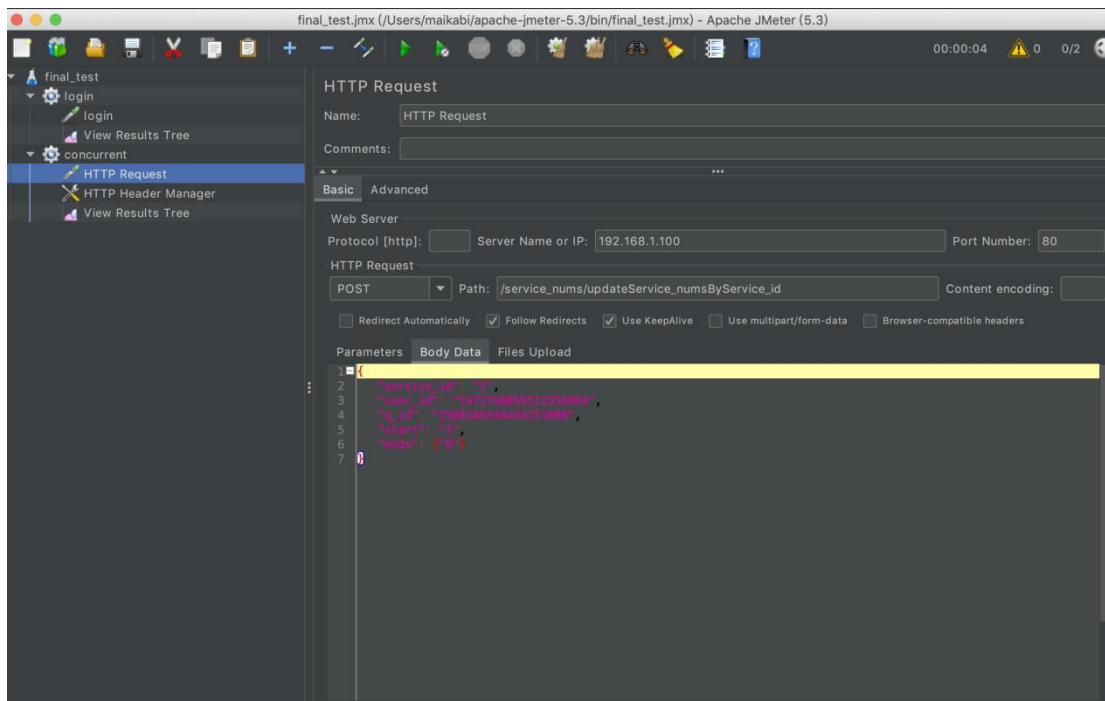 final_test.jmx (/Users/maikabi/apache-jmeter-5.3/bin/final_test.jmx) - Apache JMeter (5.3)
00:00:04 0 0/2
final_test
login
login
View Results Tree
concurrent
HTTP Request
HTTP Header Manager
View Results Tree
HTTP Request
Name: HTTP Request
Comments:
Basic Advanced
Web Server
Protocol [http]: Server Name or IP: 192.168.1.100 Port Number: 80
HTTP Request
POST Path: /service_nums/updateService_numsByService_id Content encoding:
Redirect Automatically Follow Redirects Use KeepAlive Use multipart/form-data Browser-compatible headers
Parameters Body Data Files Upload
1 {
2 "service_id": "1",
3 "user_id":
4 "q_id":
5 "start": "1",
6 "ends": ["8"]
7 }